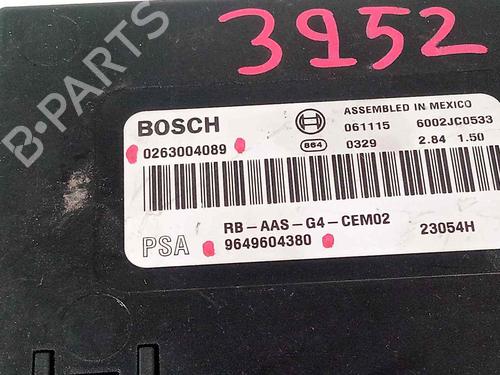 3952
B-PARTS
ASSEMBLED IN MEXICO
BOSCH
061115 6002JC0533
0263004089
864 0329 2.84 1.50
RB-AAS-G4-CEM02
23054H
PSA 9649604380